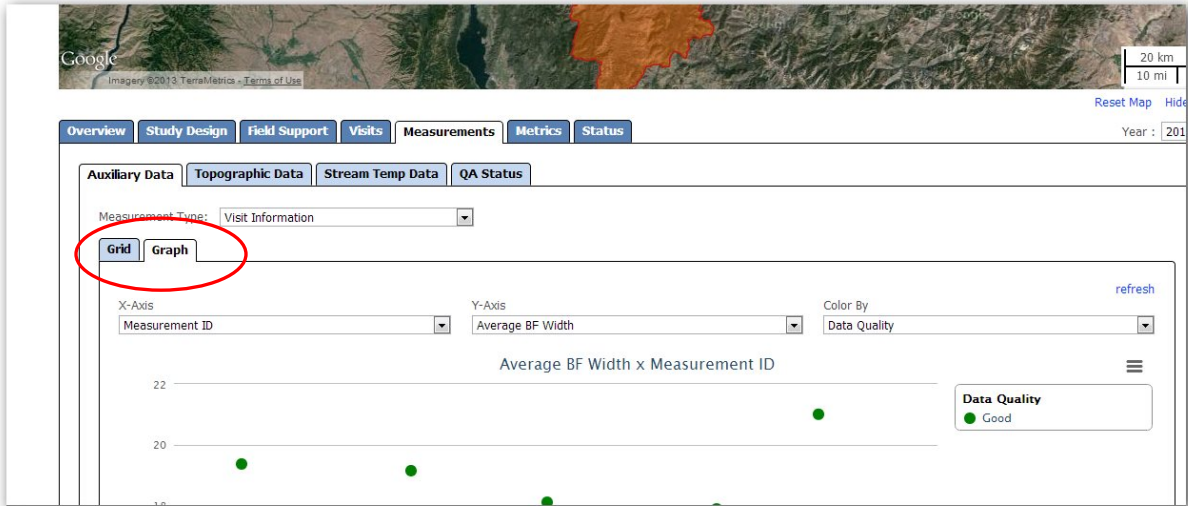 Google
Imagery ©2013 TerraMetrics - Terms of Use
20 km
10 mi
Reset Map Hide
Overview Study Design Field Support Visits Measurements Metrics Status
Year : 201
Auxiliary Data Topographic Data Stream Temp Data QA Status
Measurement Type: Visit Information
Grid Graph
refresh
X-Axis Y-Axis Color By
Measurement ID Average BF Width Data Quality
Average BF Width x Measurement ID
22
Data Quality
Good
20
18